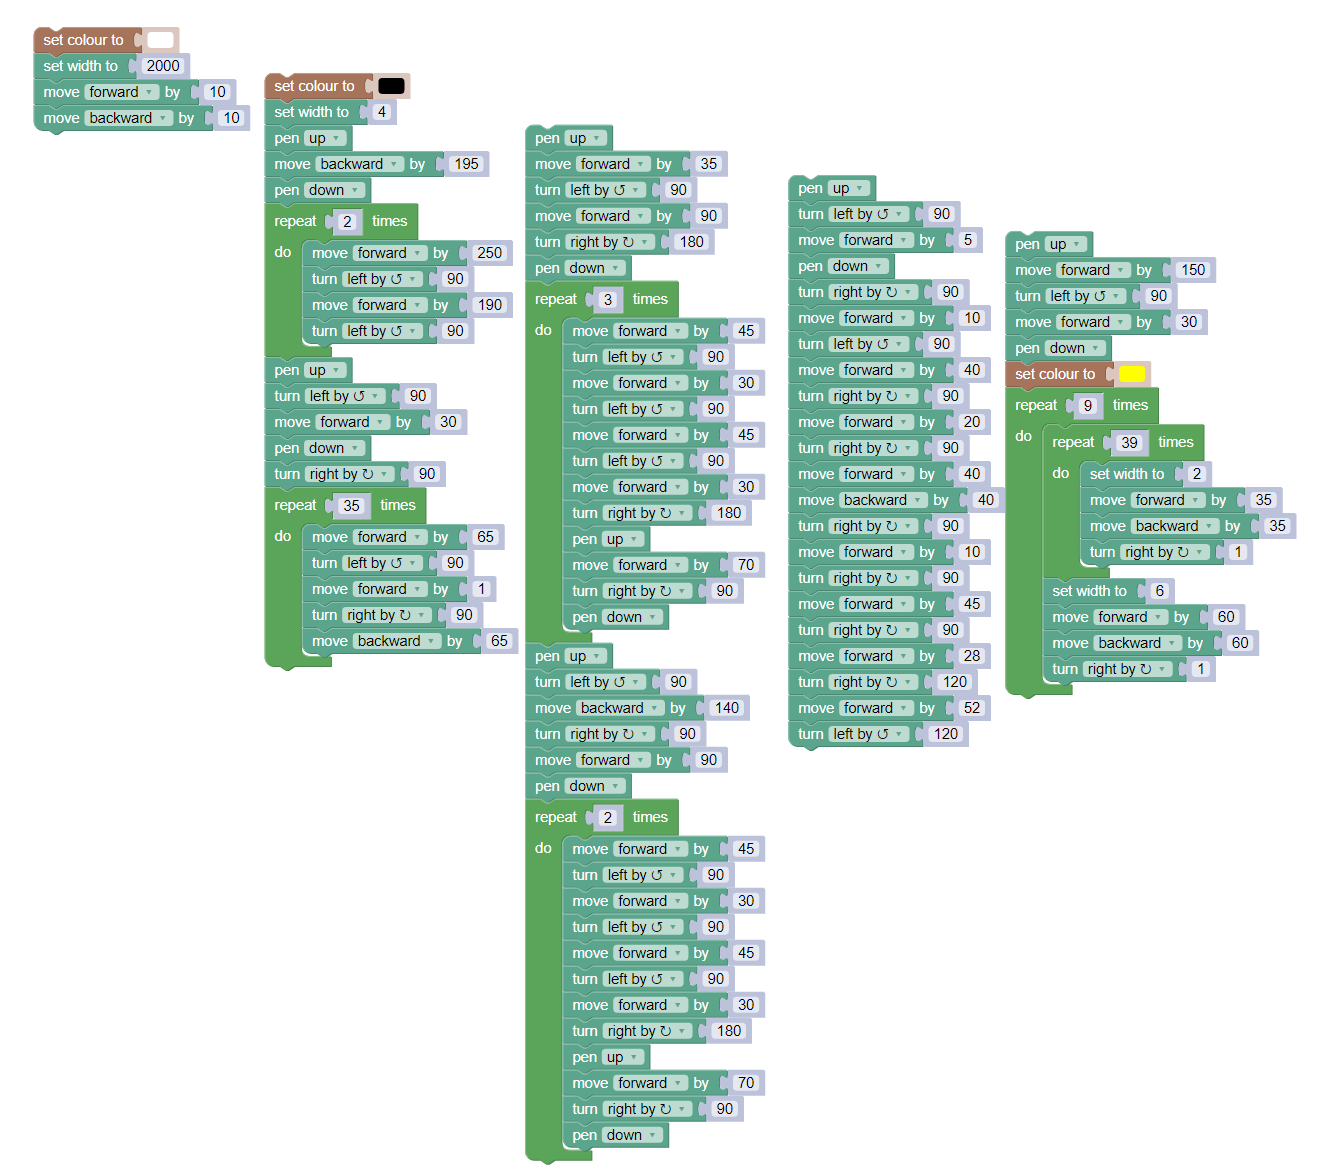 set colour to
set width to 2000
move forward by 10
move backward by 10
set colour to
set width to 4
pen up
move backward by 195
pen down
repeat 2 times
do move forward by 250
turn left by ↺ 90
move forward by 190
turn left by ↺ 90
pen up
turn left by ↺ 90
move forward by 30
pen down
turn right by ↻ 90
repeat 35 times
do move forward by 65
turn left by ↺ 90
move forward by 1
turn right by ↻ 90
move backward by 65
pen up
move forward by 35
turn left by ↺ 90
move forward by 90
turn right by ↻ 180
pen down
repeat 3 times
do move forward by 45
turn left by ↺ 90
move forward by 30
turn left by ↺ 90
move forward by 45
turn left by ↺ 90
move forward by 30
turn right by ↻ 180
pen up
move forward by 70
turn right by ↻ 90
pen down
pen up
turn left by ↺ 90
move backward by 140
turn right by ↻ 90
move forward by 90
pen down
repeat 2 times
do move forward by 45
turn left by ↺ 90
move forward by 30
turn left by ↺ 90
move forward by 45
turn left by ↺ 90
move forward by 30
turn right by ↻ 180
pen up
move forward by 70
turn right by ↻ 90
pen down
pen up
turn left by ↺ 90
move forward by 5
pen down
turn right by ↻ 90
move forward by 10
turn left by ↺ 90
move forward by 40
turn right by ↻ 90
move forward by 20
turn right by ↻ 90
move forward by 40
move backward by 40
turn right by ↻ 90
move forward by 10
turn right by ↻ 90
move forward by 45
turn right by ↻ 90
move forward by 28
turn right by ↻ 120
move forward by 52
turn left by ↺ 120
pen up
move forward by 150
turn left by ↺ 90
move forward by 30
pen down
set colour to
repeat 9 times
do repeat 39 times
do set width to 2
move forward by 35
move backward by 35
turn right by ↻ 1
set width to 6
move forward by 60
move backward by 60
turn right by ↻ 1